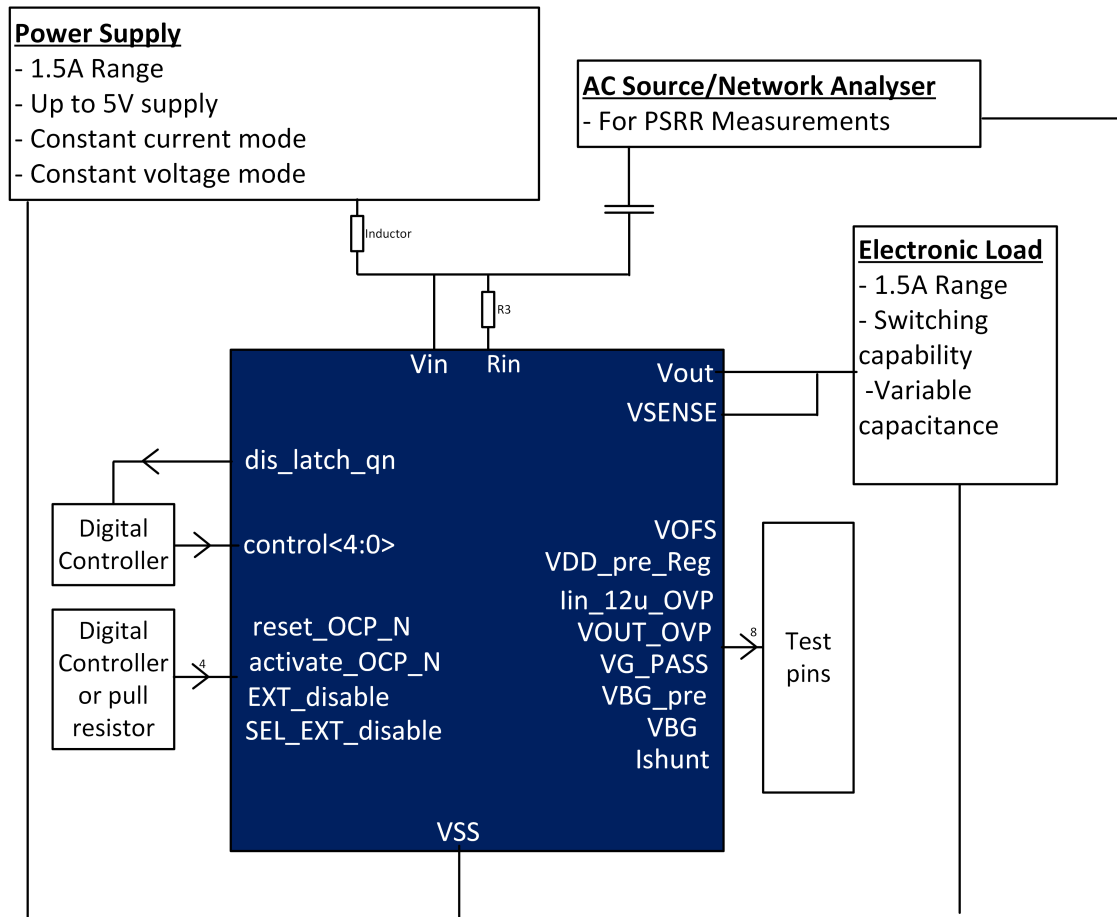 Power Supply
- 1.5A Range
- Up to 5V supply
- Constant current mode
- Constant voltage mode
AC Source/Network Analyser
- For PSRR Measurements
Inductor
R3
Electronic Load
- 1.5A Range
- Switching
capability
-Variable
capacitance
Vin
Rin
Vout
VSENSE
dis_latch_qn
Digital
Controller
control<4:0>
Digital
Controller
or pull
resistor
4
reset_OCP_N
activate_OCP_N
EXT_disable
SEL_EXT_disable
VOFS
VDD_pre_Reg
Iin_12u_OVP
VOUT_OVP
VG_PASS
VBG_pre
VBG
Ishunt
8
Test
pins
VSS